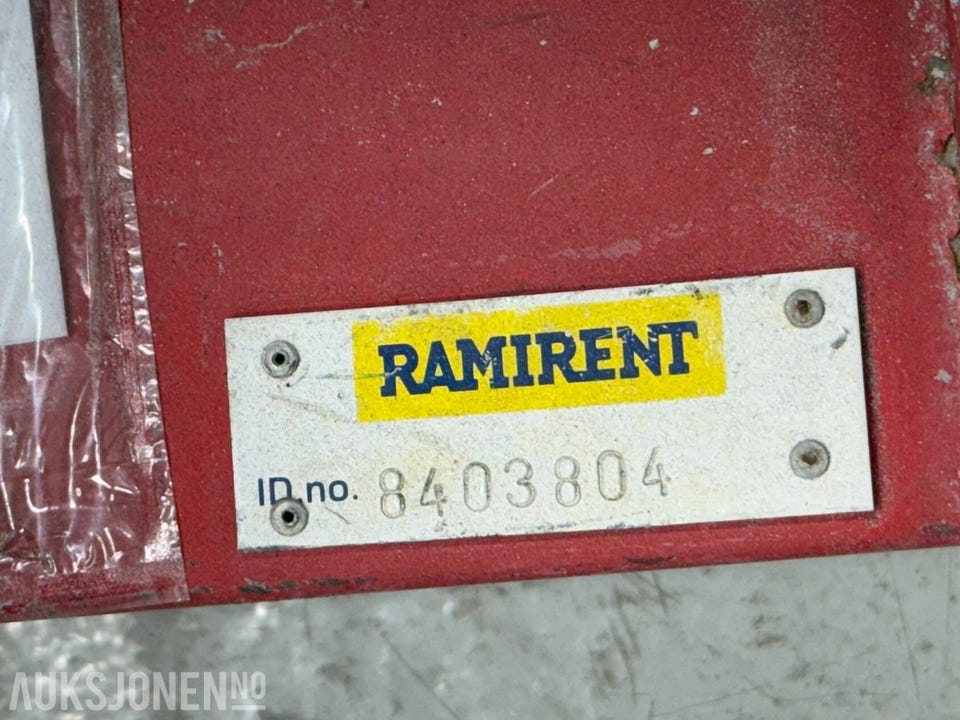 RAMIRENT
ID no. 8403804
AUKSJONEN.NO